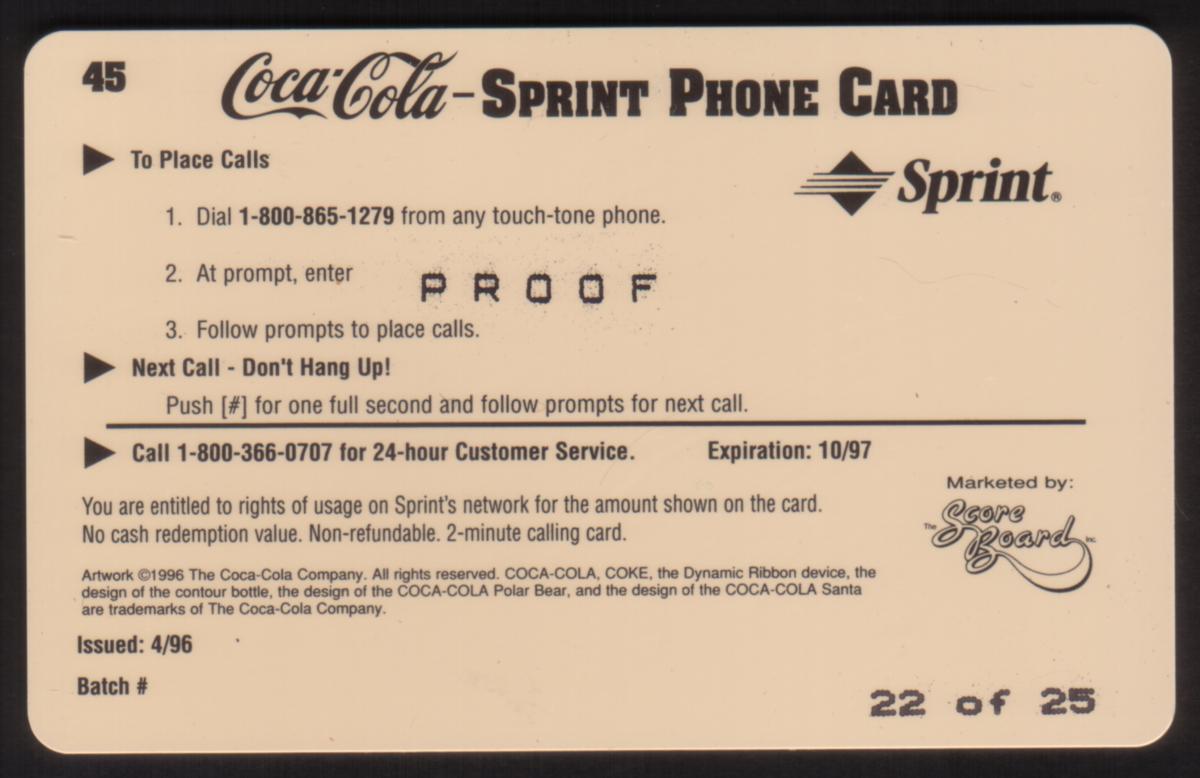 45
Coca-Cola – SPRINT PHONE CARD
To Place Calls
Sprint®
1. Dial 1-800-865-1279 from any touch-tone phone.
2. At prompt, enter PROOF
3. Follow prompts to place calls.
Next Call - Don't Hang Up!
Push [#] for one full second and follow prompts for next call.
Call 1-800-366-0707 for 24-hour Customer Service. Expiration: 10/97
Marketed by:
The Score Board Inc.
You are entitled to rights of usage on Sprint's network for the amount shown on the card.
No cash redemption value. Non-refundable. 2-minute calling card.
Artwork ©1996 The Coca-Cola Company. All rights reserved. COCA-COLA, COKE, the Dynamic Ribbon device, the
design of the contour bottle, the design of the COCA-COLA Polar Bear, and the design of the COCA-COLA Santa
are trademarks of The Coca-Cola Company.
Issued: 4/96
Batch #
22 of 25